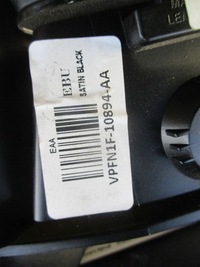 EBU
SATIN BLACK
EAA
VPFN1F-10894-AA